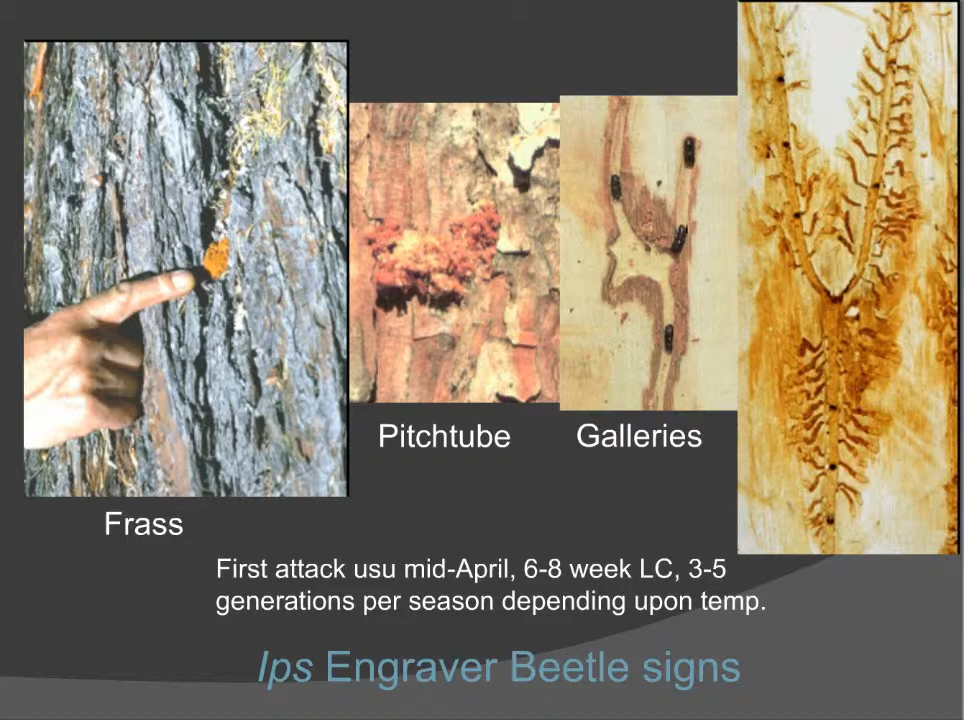 Pitchtube
Galleries
Frass
First attack usu mid-April, 6-8 week LC, 3-5
generations per season depending upon temp.
Ips Engraver Beetle signs